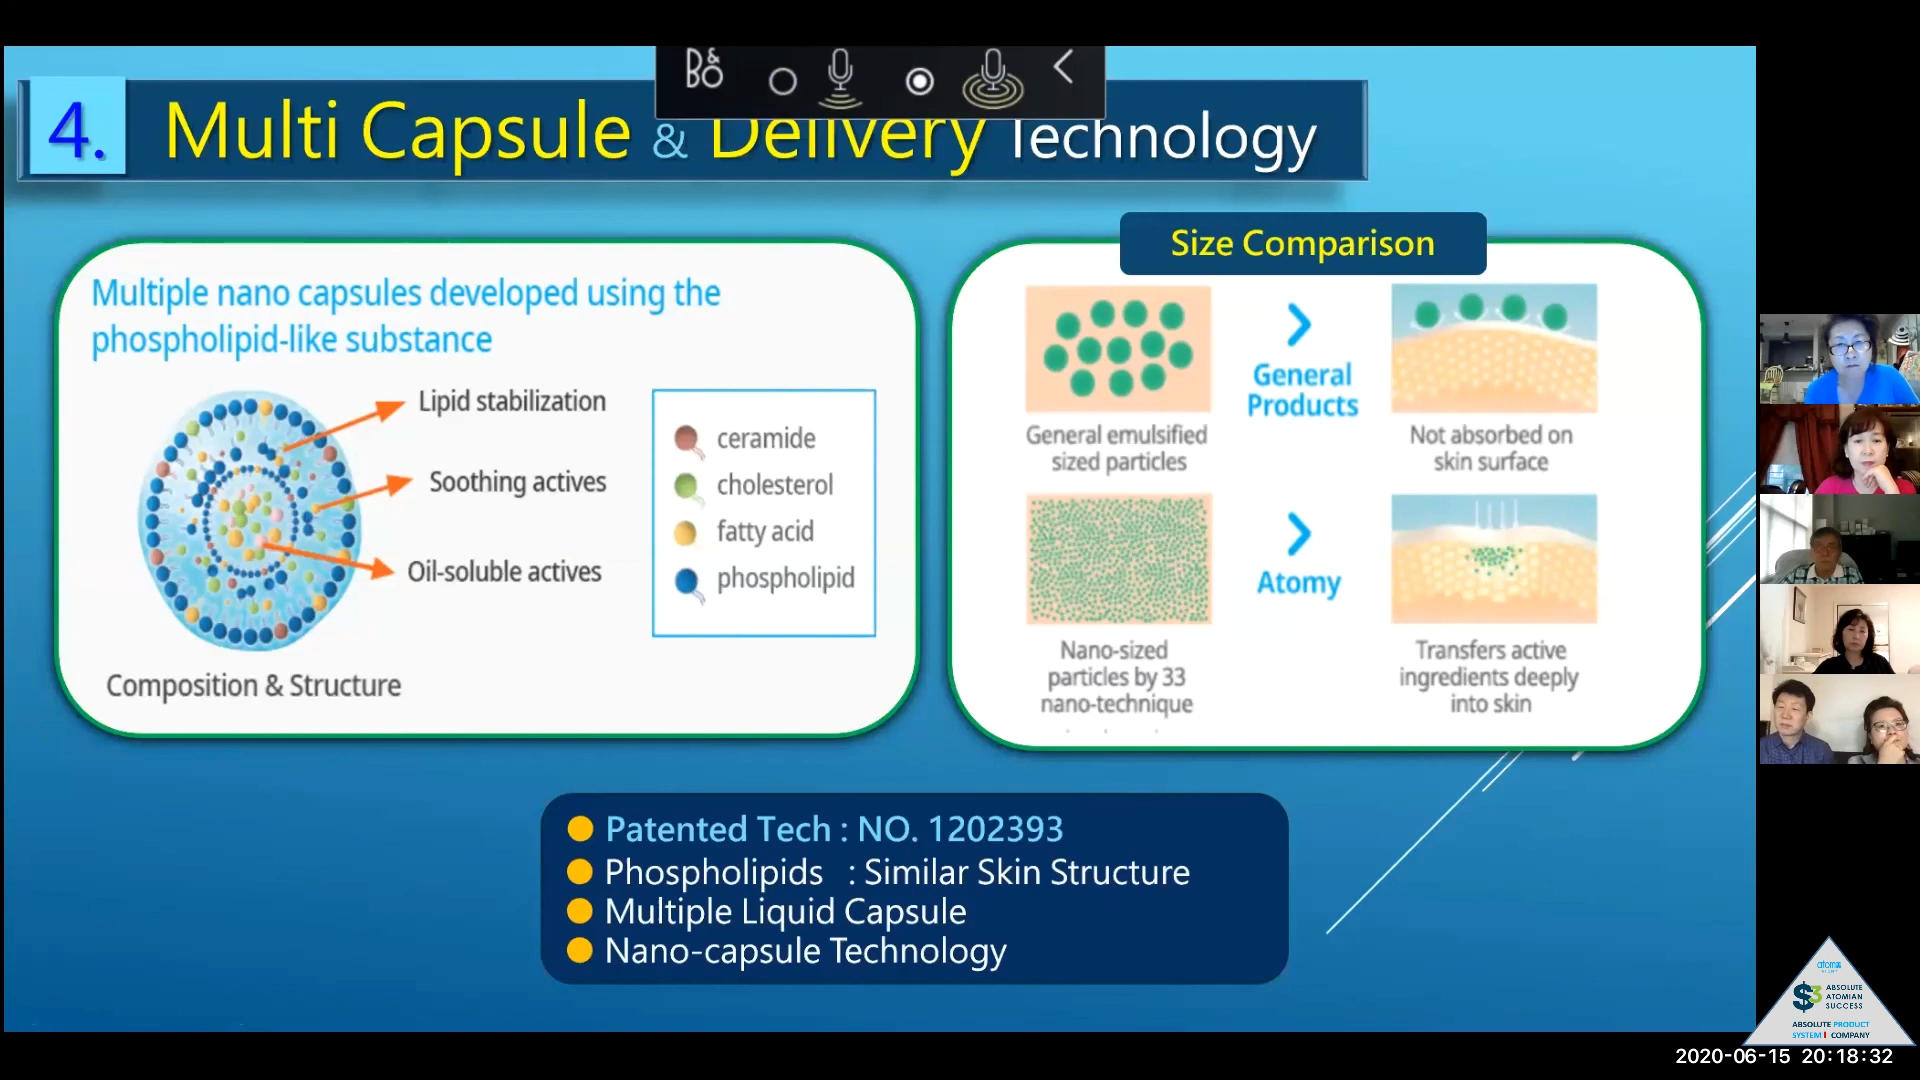 B&O
4. Multi Capsule & Delivery Technology
Multiple nano capsules developed using the
phospholipid-like substance
Lipid stabilization
Soothing actives
Oil-soluble actives
ceramide
cholesterol
fatty acid
phospholipid
Composition & Structure
Size Comparison
General emulsified
sized particles
General
Products
Not absorbed on
skin surface
Nano-sized
particles by 33
nano-technique
Atomy
Transfers active
ingredients deeply
into skin
Patented Tech : NO. 1202393
Phospholipids : Similar Skin Structure
Multiple Liquid Capsule
Nano-capsule Technology
atomy
S3 ABSOLUTE
ATOMIAN
SUCCESS
ABSOLUTE PRODUCT
SYSTEM COMPANY
2020-06-15 20:18:32